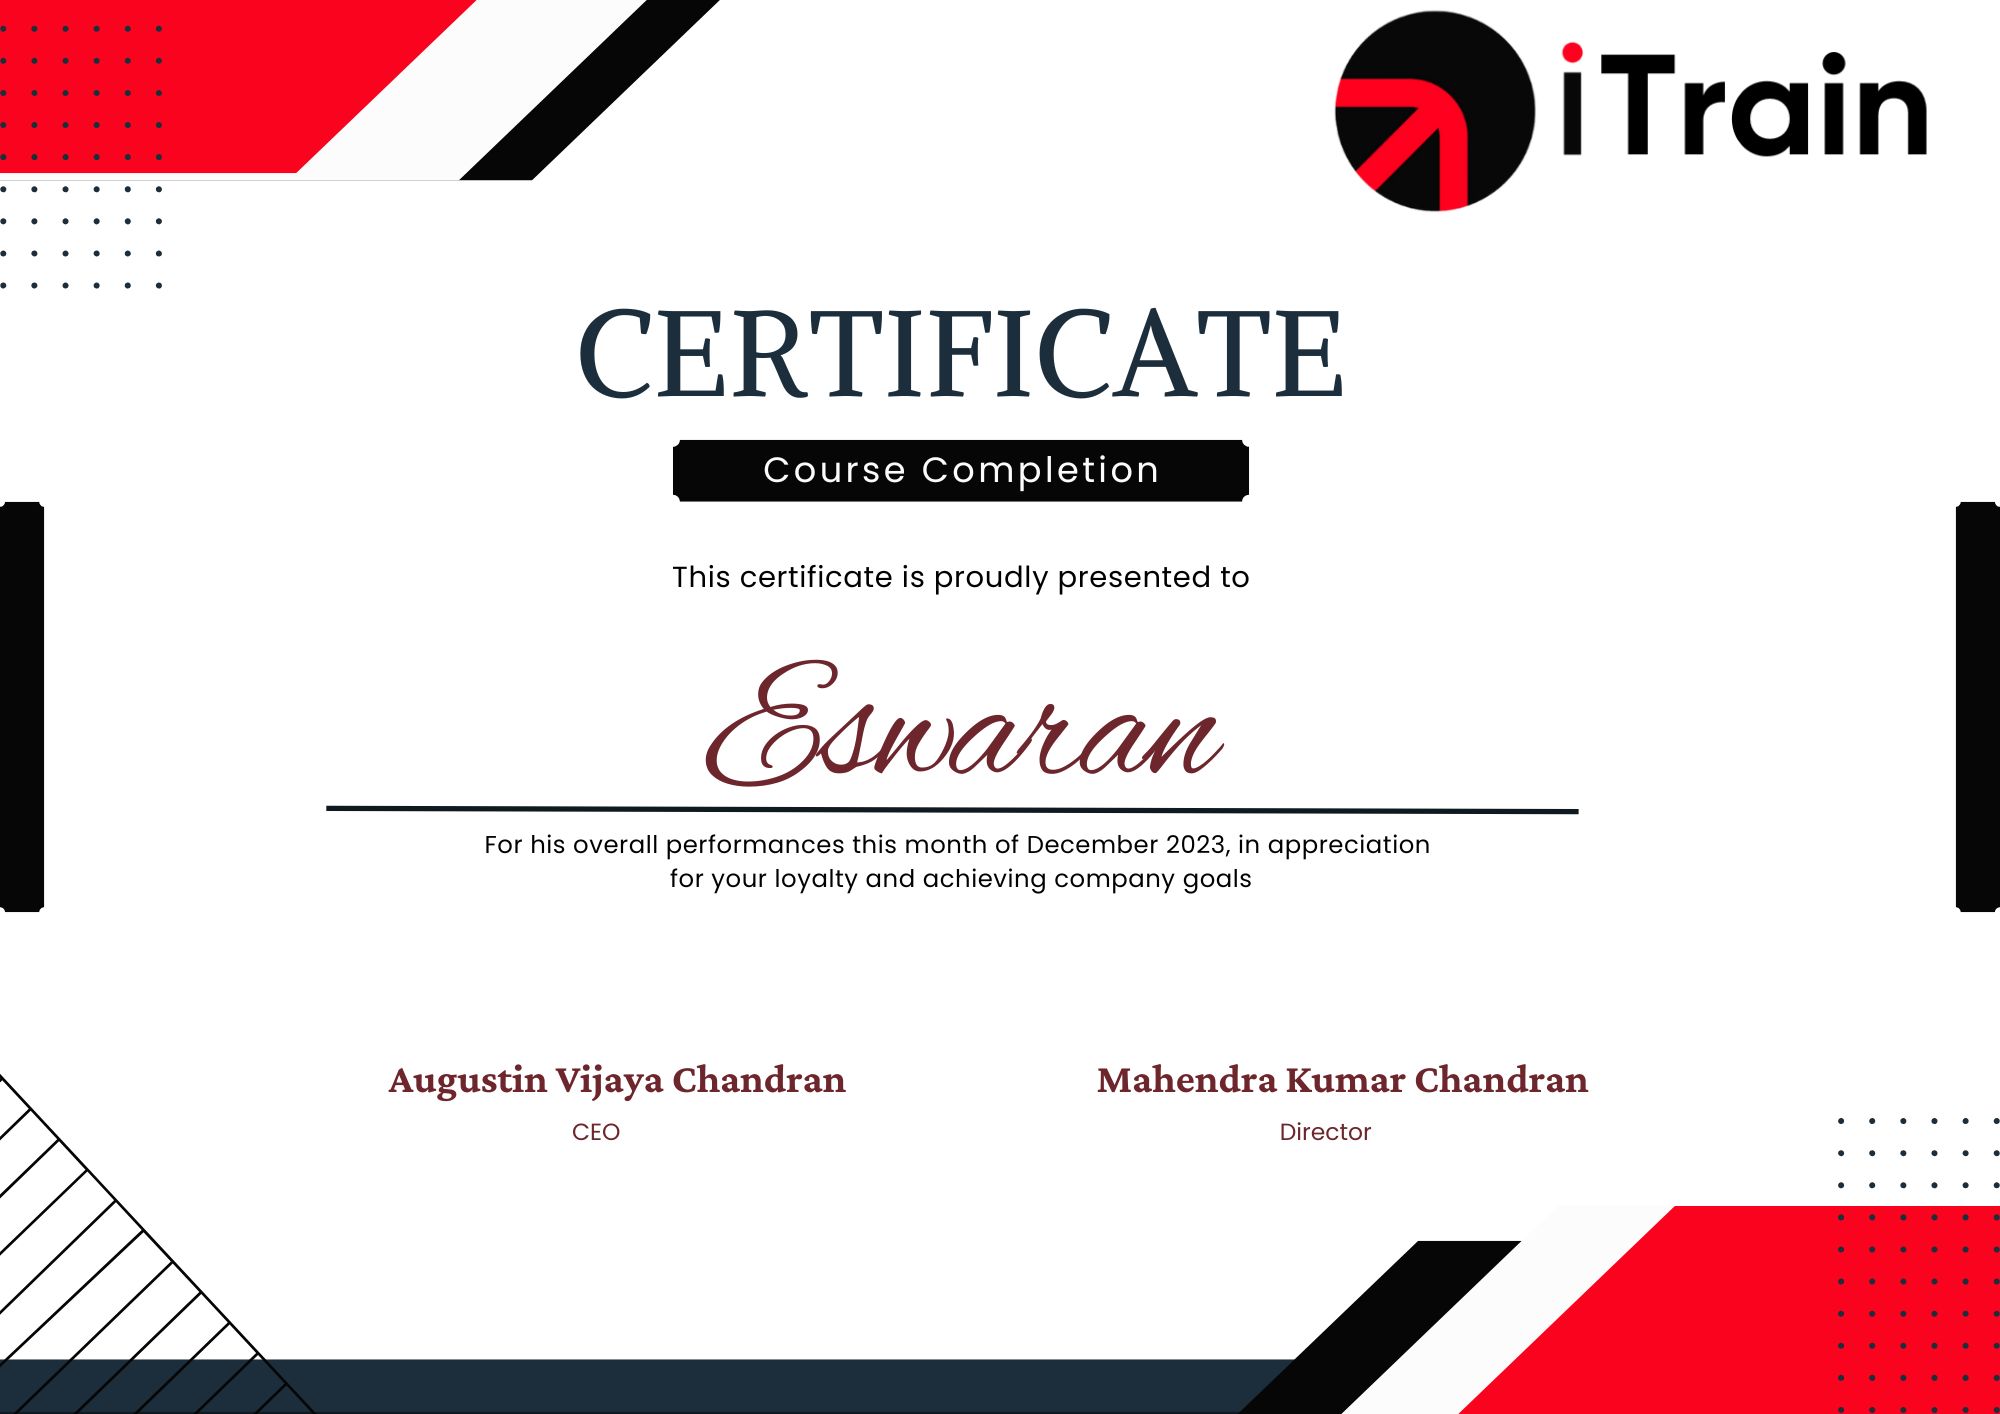 iTrain
CERTIFICATE
Course Completion
This certificate is proudly presented to
Eswaran
For his overall performances this month of December 2023, in appreciation
for your loyalty and achieving company goals
Augustin Vijaya Chandran
CEO
Mahendra Kumar Chandran
Director